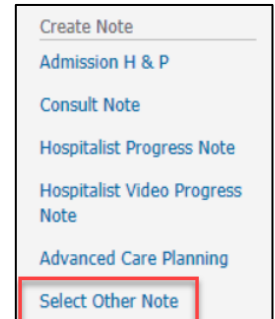 Create Note
Admission H & P
Consult Note
Hospitalist Progress Note
Hospitalist Video Progress
Note
Advanced Care Planning
Select Other Note